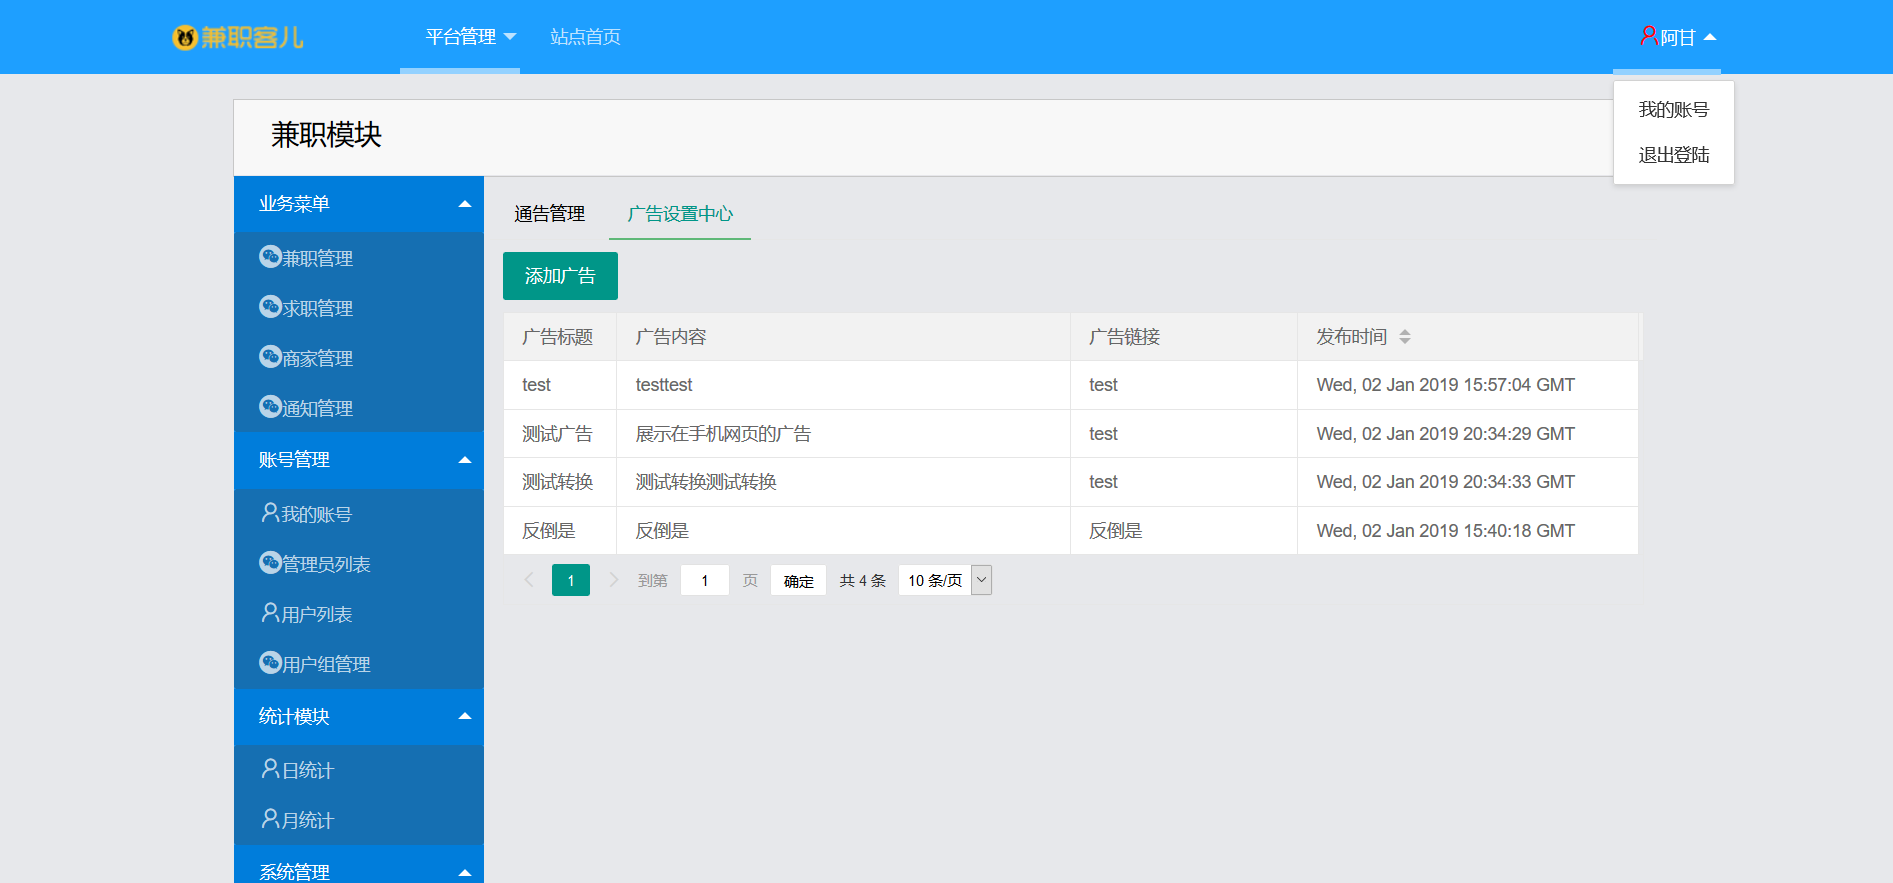 兼职客儿
平台管理 站点首页
阿甘
我的账号
退出登陆
兼职模块
业务菜单
兼职管理
求职管理
商家管理
通知管理
账号管理
我的账号
管理员列表
用户列表
用户组管理
统计模块
日统计
月统计
系统管理
通告管理 广告设置中心
添加广告
广告标题 广告内容 广告链接 发布时间
test testtest test Wed, 02 Jan 2019 15:57:04 GMT
测试广告 展示在手机网页的广告 test Wed, 02 Jan 2019 20:34:29 GMT
测试转换 测试转换测试转换 test Wed, 02 Jan 2019 20:34:33 GMT
反倒是 反倒是 反倒是 Wed, 02 Jan 2019 15:40:18 GMT
1 到第 1 页 确定 共 4 条 10 条/页